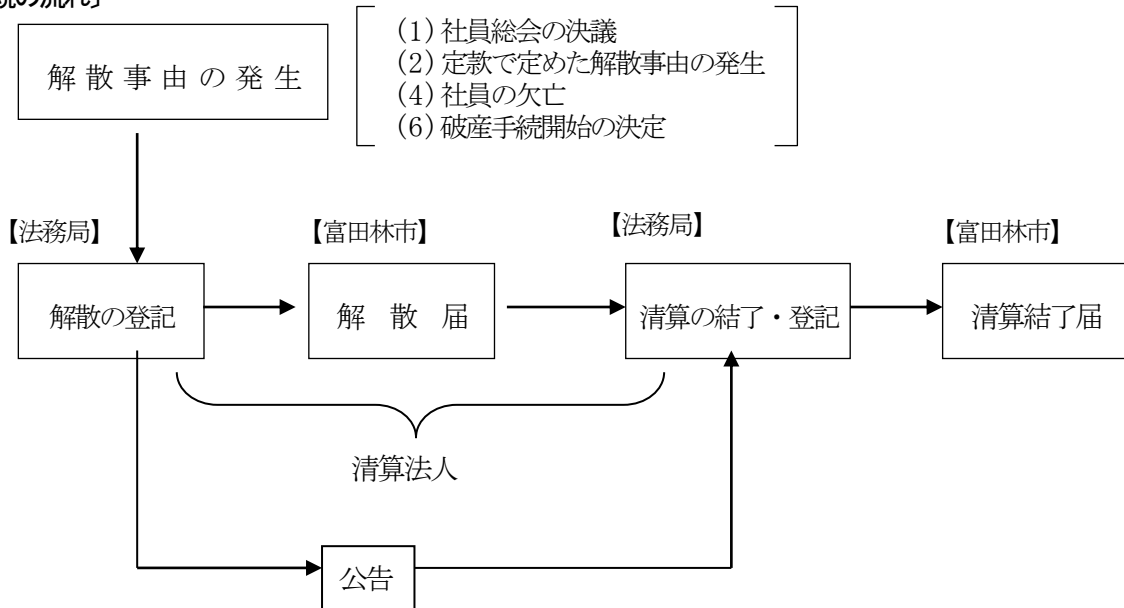 の流れ」
解散事由の発生
(1)社員総会の決議
(2)定款で定めた解散事由の発生
(4)社員の欠亡
(6)破産手続開始の決定
【法務局】
【富田林市】
【法務局】
【富田林市】
解散の登記
解散届
清算の結了・登記
清算結了届
清算法人
公告